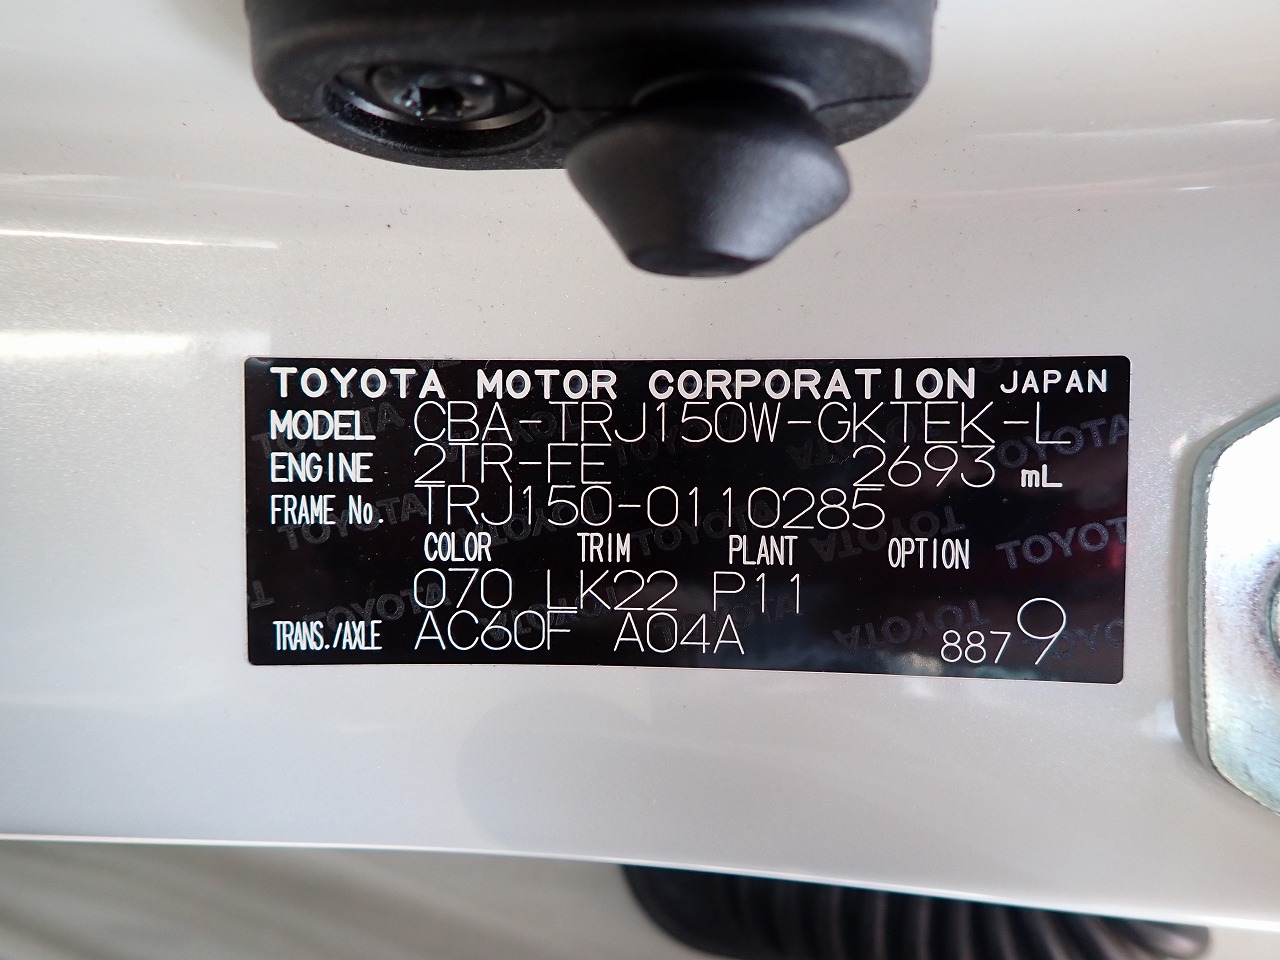 TOYOTA MOTOR CORPORATION JAPAN
MODEL CBA-TRJ150W-GKTEK-L
ENGINE 2TR-FE 2693 mL
FRAME No. TRJ150-0110285
COLOR TRIM PLANT OPTION
070 LK22 P11
TRANS./AXLE AC60F A04A 8879